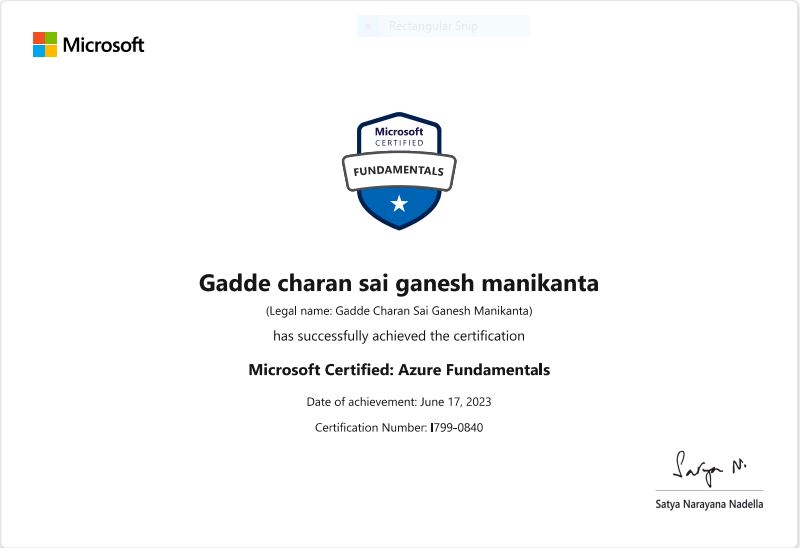 Rectangular Snip
Microsoft
Microsoft
CERTIFIED
FUNDAMENTALS
Gadde charan sai ganesh manikanta
(Legal name: Gadde Charan Sai Ganesh Manikanta)
has successfully achieved the certification
Microsoft Certified: Azure Fundamentals
Date of achievement: June 17, 2023
Certification Number: I799-0840
Satya N.
Satya Narayana Nadella